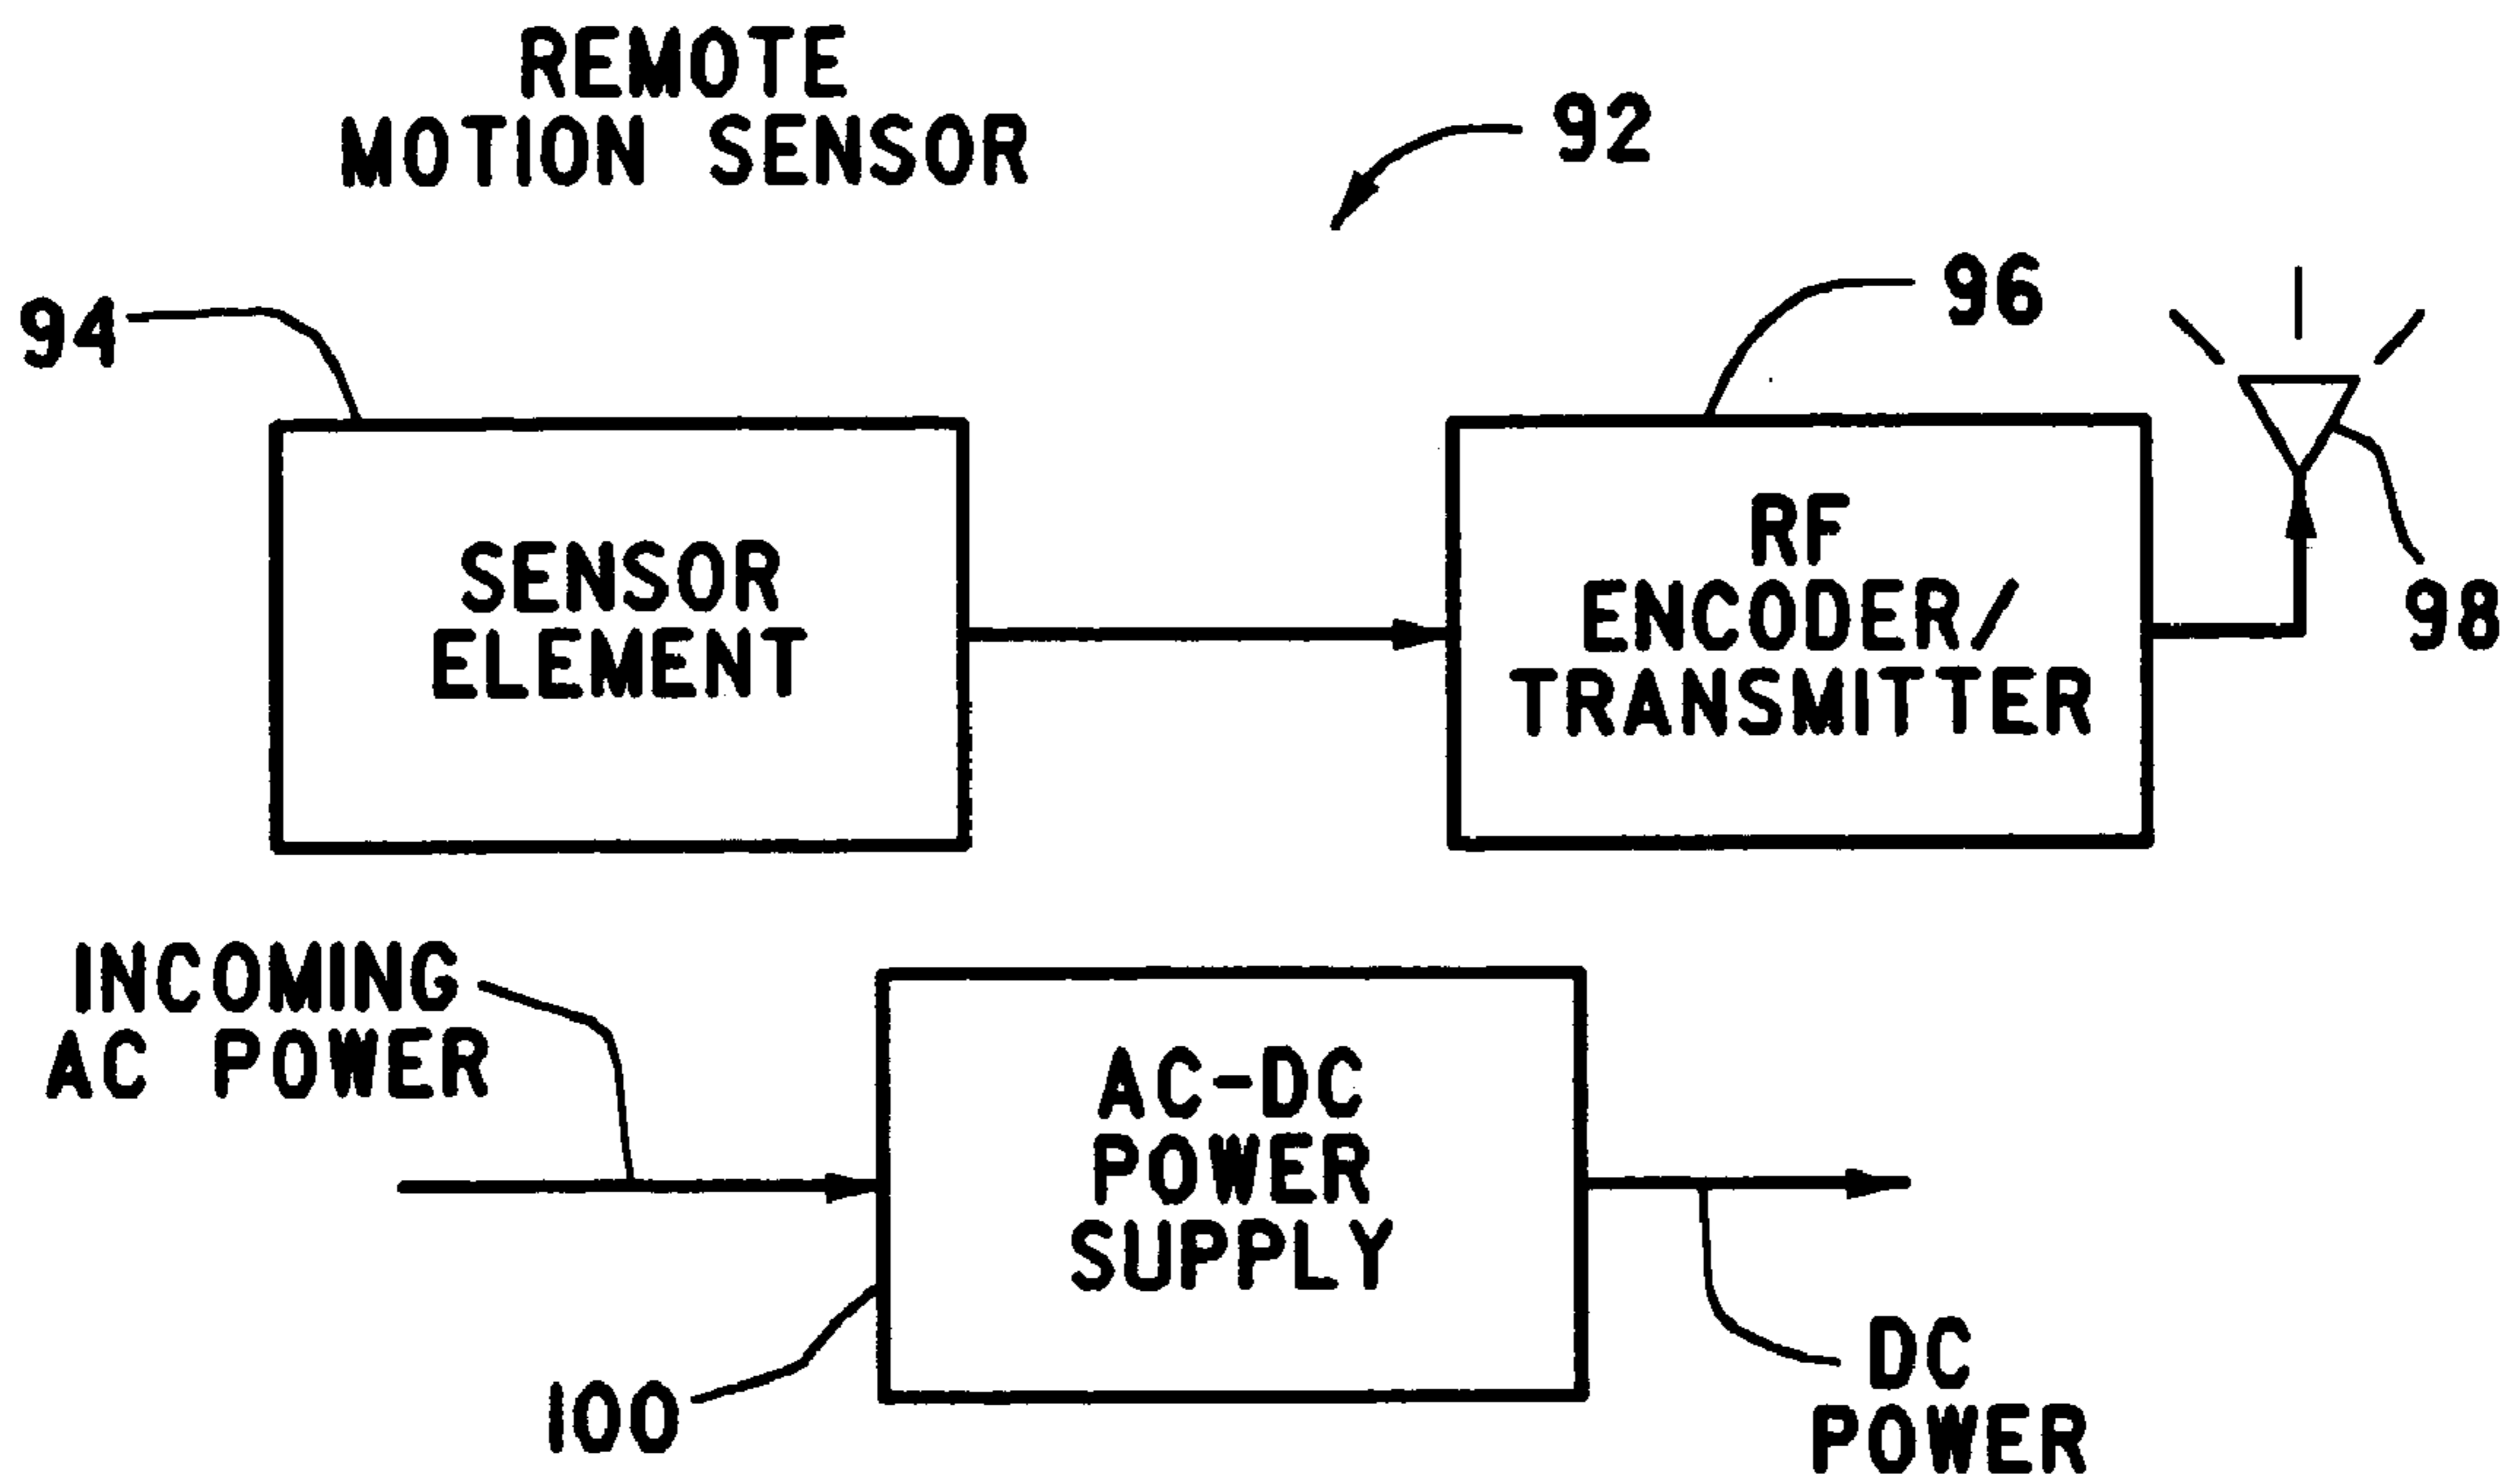 REMOTE
MOTION SENSOR
92
94
96
SENSOR
ELEMENT
RF
ENCODER/
TRANSMITTER
98
INCOMING
AC POWER
AC-DC
POWER
SUPPLY
100
DC
POWER